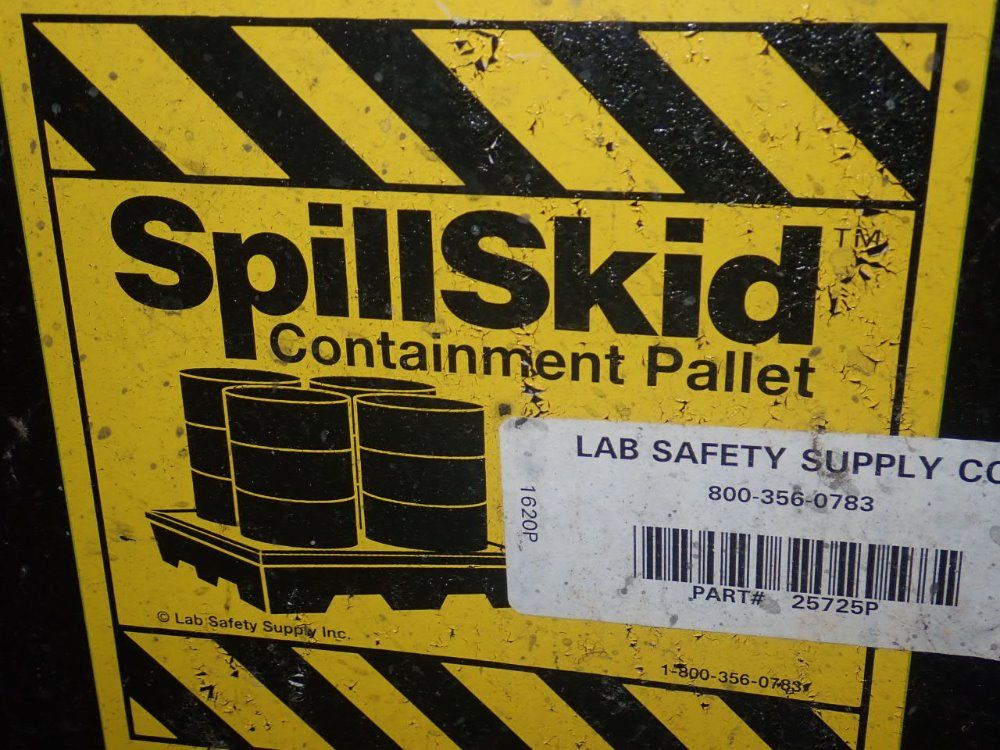 SpillSkid™
Containment Pallet
LAB SAFETY SUPPLY CO
800-356-0783
1620P
PART# 25725P
© Lab Safety Supply Inc.
1-800-356-0783